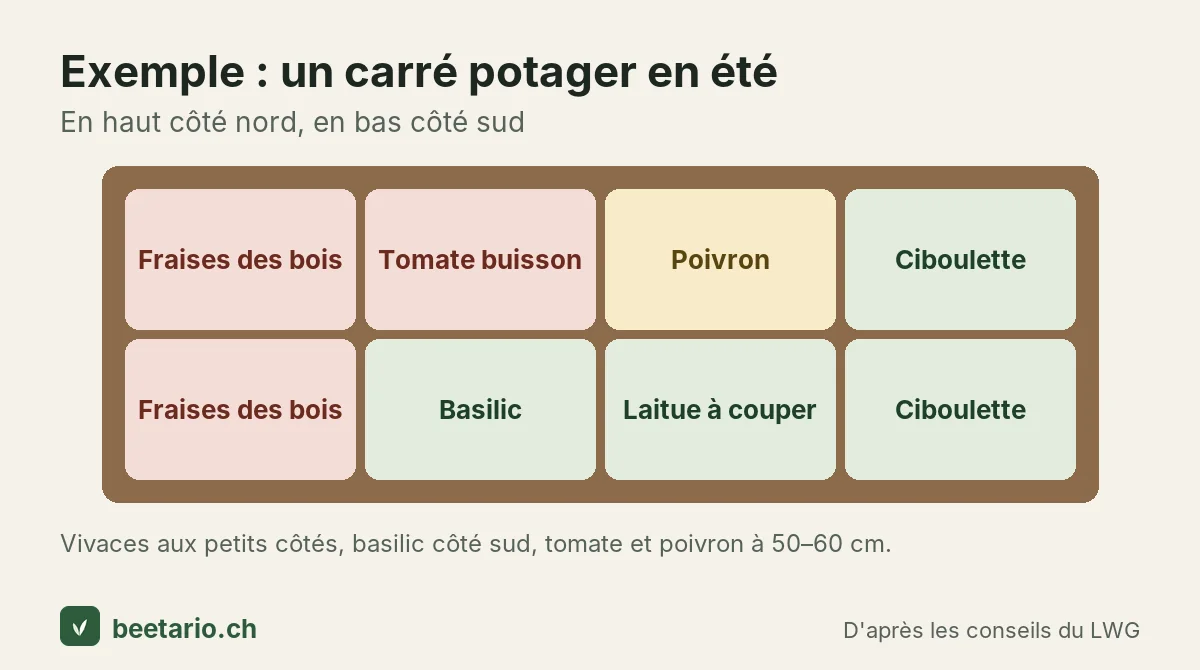 Exemple : un carré potager en été
En haut côté nord, en bas côté sud
Fraises des bois
Tomate buisson
Poivron
Ciboulette
Fraises des bois
Basilic
Laitue à couper
Ciboulette
Vivaces aux petits côtés, basilic côté sud, tomate et poivron à 50–60 cm.
beetario.ch
D'après les conseils du LWG